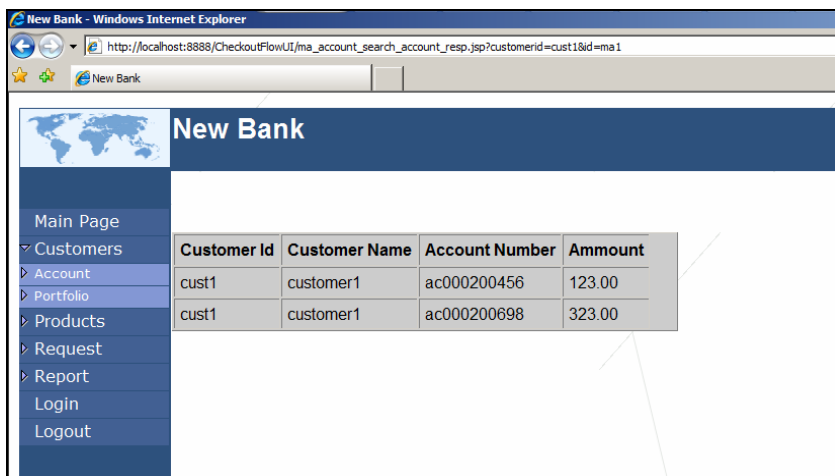 New Bank - Windows Internet Explorer
http://localhost:8888/CheckoutFlowUI/ma_account_search_account_resp.jsp?customerid=cust1&id=ma1
New Bank
New Bank
Main Page
Customers
Account
Portfolio
Products
Request
Report
Login
Logout
Customer Id Customer Name Account Number Ammount
cust1 customer1 ac000200456 123.00
cust1 customer1 ac000200698 323.00